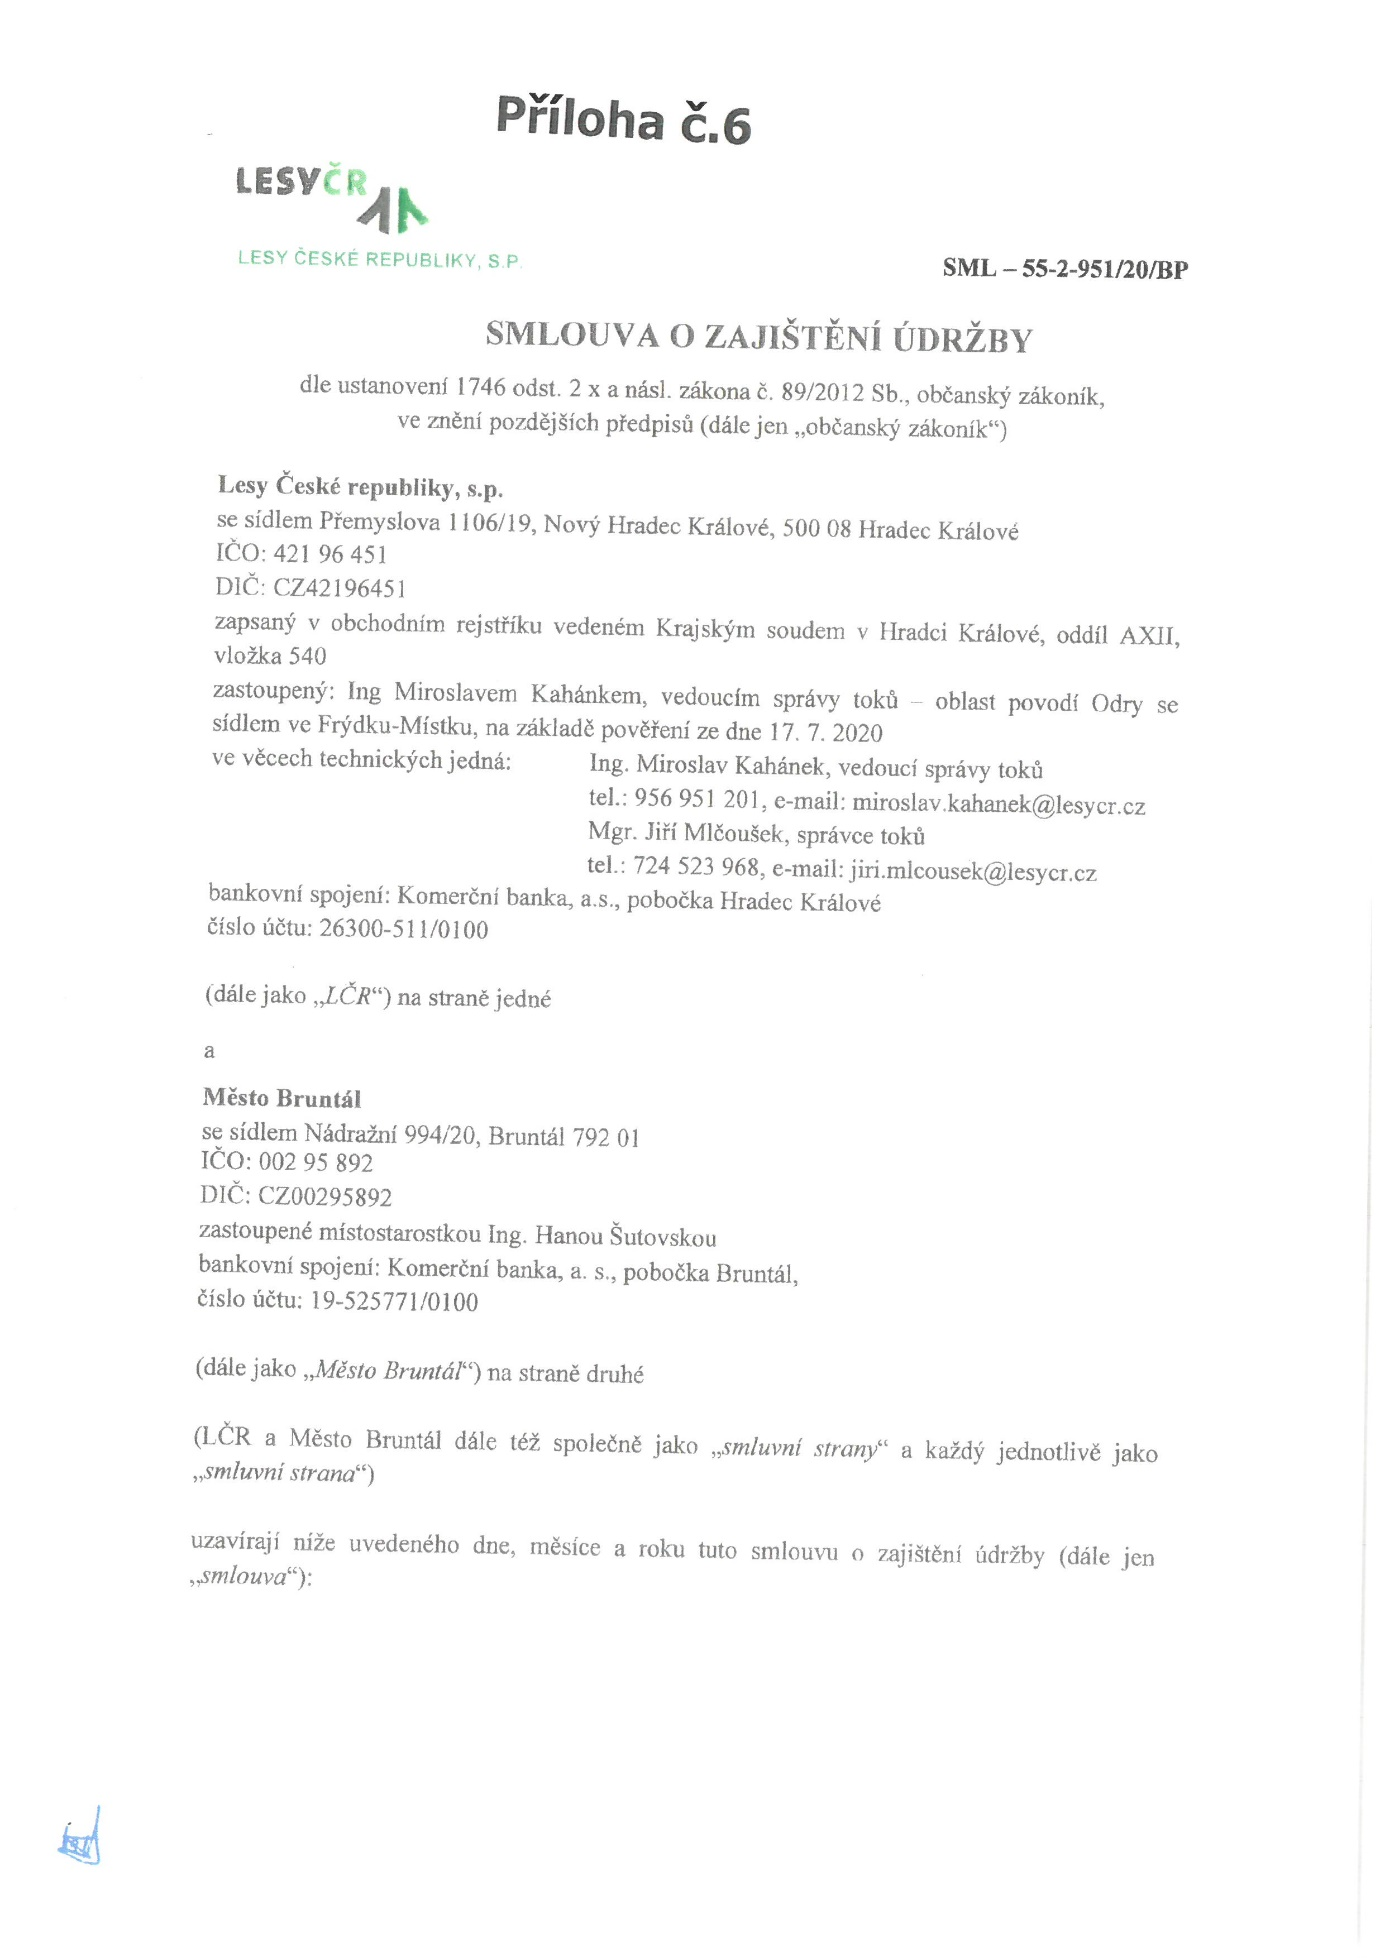 Příloha č.6
LESYČR
LESY ČESKÉ REPUBLIKY, S.P.
SML – 55-2-951/20/BP
SMLOUVA O ZAJIŠTĚNÍ ÚDRŽBY
dle ustanovení 1746 odst. 2 x a násl. zákona č. 89/2012 Sb., občanský zákoník,
ve znění pozdějších předpisů (dále jen „občanský zákoník“)
Lesy České republiky, s.p.
se sídlem Přemyslova 1106/19, Nový Hradec Králové, 500 08 Hradec Králové
IČO: 421 96 451
DIČ: CZ42196451
zapsaný v obchodním rejstříku vedeném Krajským soudem v Hradci Králové, oddíl AXII,
vložka 540
zastoupený: Ing Miroslavem Kahánkem, vedoucím správy toků – oblast povodí Odry se
sídlem ve Frýdku-Místku, na základě pověření ze dne 17. 7. 2020
ve věcech technických jedná: Ing. Miroslav Kahánek, vedoucí správy toků
tel.: 956 951 201, e-mail: miroslav.kahanek@lesycr.cz
Mgr. Jiří Mlčoušek, správce toků
tel.: 724 523 968, e-mail: jiri.mlcousek@lesycr.cz
bankovní spojení: Komerční banka, a.s., pobočka Hradec Králové
číslo účtu: 26300-511/0100
(dále jako „LČR“) na straně jedné
a
Město Bruntál
se sídlem Nádražní 994/20, Bruntál 792 01
IČO: 002 95 892
DIČ: CZ00295892
zastoupené místostarostkou Ing. Hanou Šutovskou
bankovní spojení: Komerční banka, a. s., pobočka Bruntál,
číslo účtu: 19-525771/0100
(dále jako „Město Bruntál“) na straně druhé
(LČR a Město Bruntál dále též společně jako „smluvní strany“ a každý jednotlivě jako
„smluvní strana“)
uzavírají níže uvedeného dne, měsíce a roku tuto smlouvu o zajištění údržby (dále jen
„smlouva“):